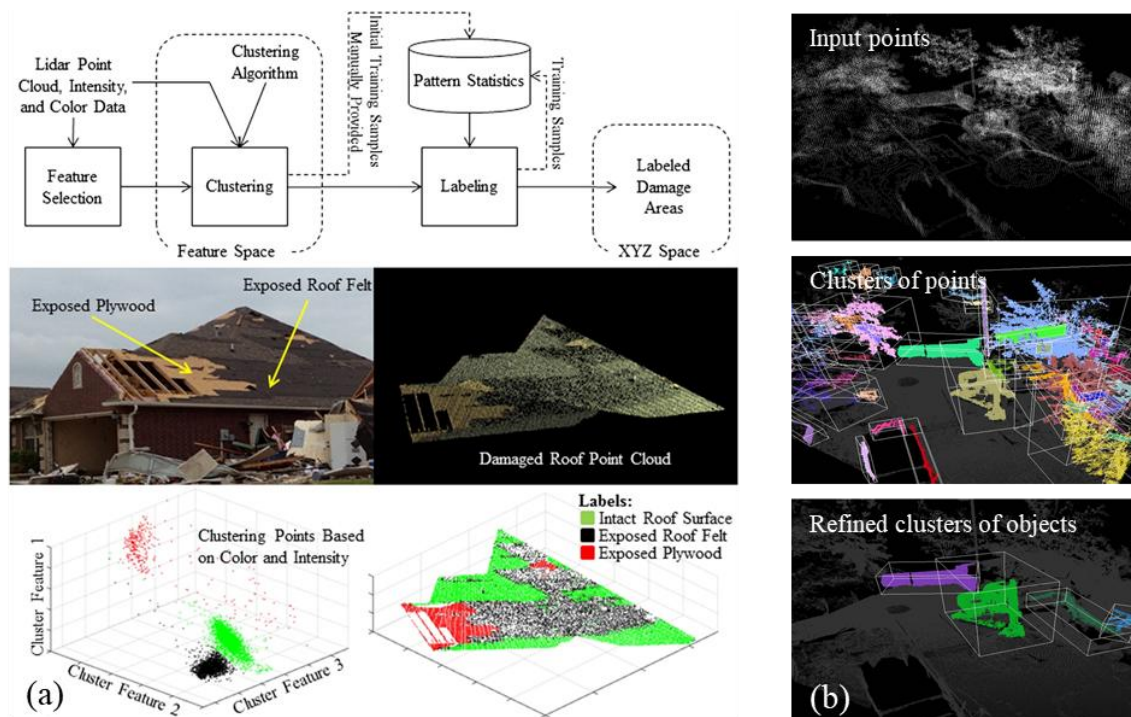 Lidar Point
Cloud, Intensity,
and Color Data
Clustering
Algorithm
Initial Training Samples
Manually Provided
Pattern Statistics
Training Samples
Feature
Selection
Clustering
Labeling
Labeled
Damage
Areas
Feature Space
XYZ Space
Exposed Plywood
Exposed Roof Felt
Damaged Roof Point Cloud
Clustering Points Based
on Color and Intensity
Cluster Feature 1
Cluster Feature 2
Cluster Feature 3
Labels:
Intact Roof Surface
Exposed Roof Felt
Exposed Plywood
(a)
Input points
Clusters of points
Refined clusters of objects
(b)